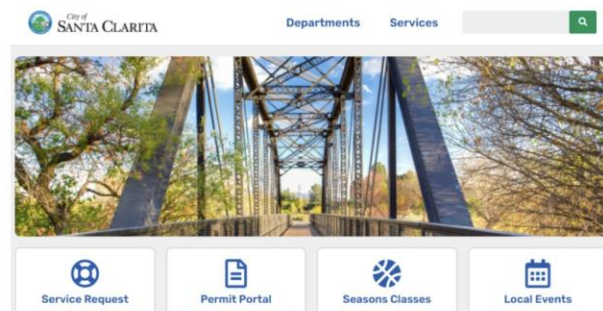 City of
SANTA CLARITA
Departments
Services
Service Request
Permit Portal
Seasons Classes
Local Events